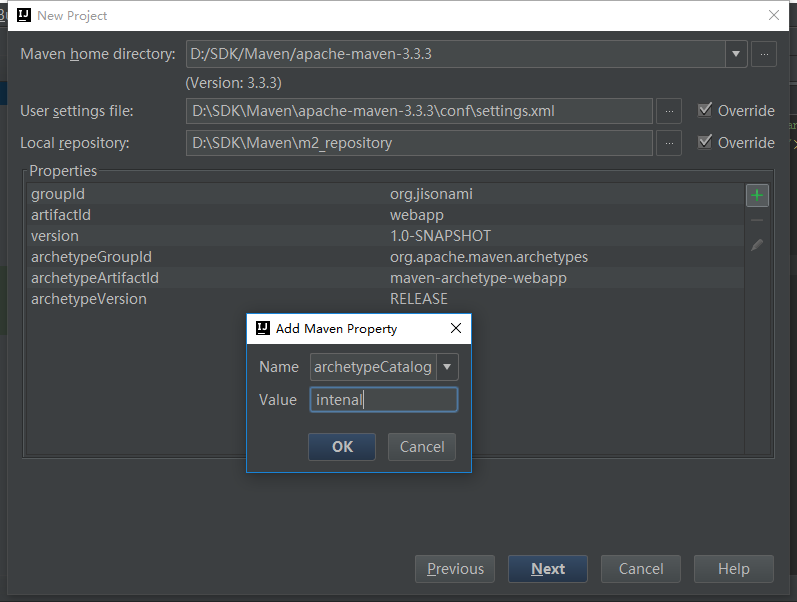 New Project
Maven home directory: D:/SDK/Maven/apache-maven-3.3.3 ...
(Version: 3.3.3)
User settings file: D:\SDK\Maven\apache-maven-3.3.3\conf\settings.xml ... Override
Local repository: D:\SDK\Maven\m2_repository ... Override
Properties
groupId org.jisonami
artifactId webapp
version 1.0-SNAPSHOT
archetypeGroupId org.apache.maven.archetypes
archetypeArtifactId maven-archetype-webapp
archetypeVersion RELEASE
IJ Add Maven Property
Name archetypeCatalog
Value intenal
OK Cancel
Previous Next Cancel Help